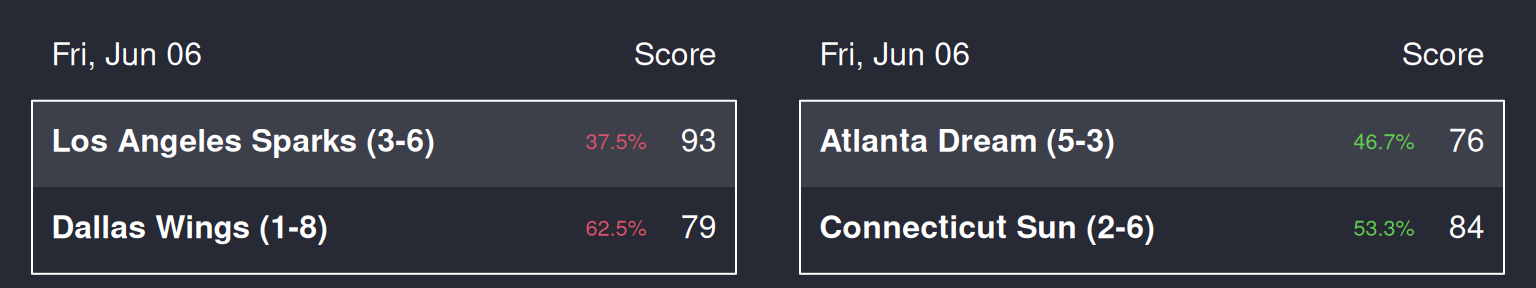 Fri, Jun 06 Score
Los Angeles Sparks (3-6) 37.5% 93
Dallas Wings (1-8) 62.5% 79
Fri, Jun 06 Score
Atlanta Dream (5-3) 46.7% 76
Connecticut Sun (2-6) 53.3% 84